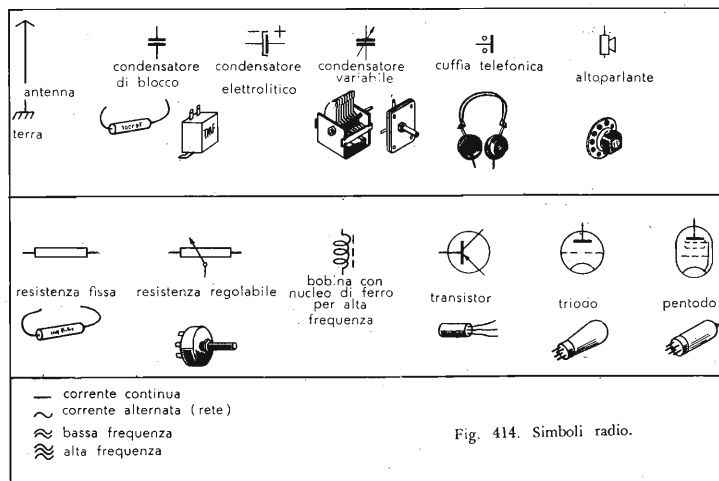 antenna
terra
condensatore
di blocco
condensatore
elettrolitico
condensatore
variabile
cuffia telefonica
altoparlante
resistenza fissa
resistenza regolabile
bobina con
nucleo di ferro
per alta
frequenza
transistor
triodo
pentodo
corrente continua
corrente alternata (rete)
bassa frequenza
alta frequenza
Fig. 414. Simboli radio.